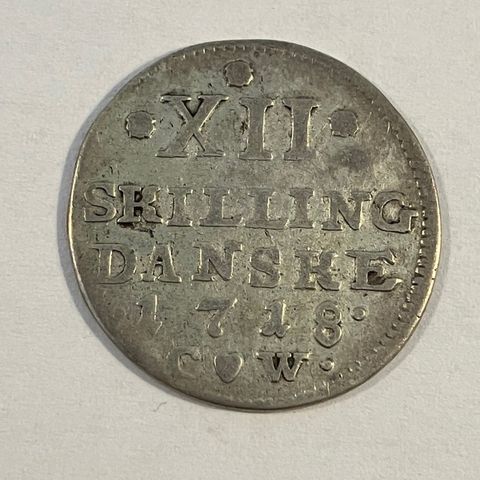 XII
SKILLING
DANSKE
1718
C♥W